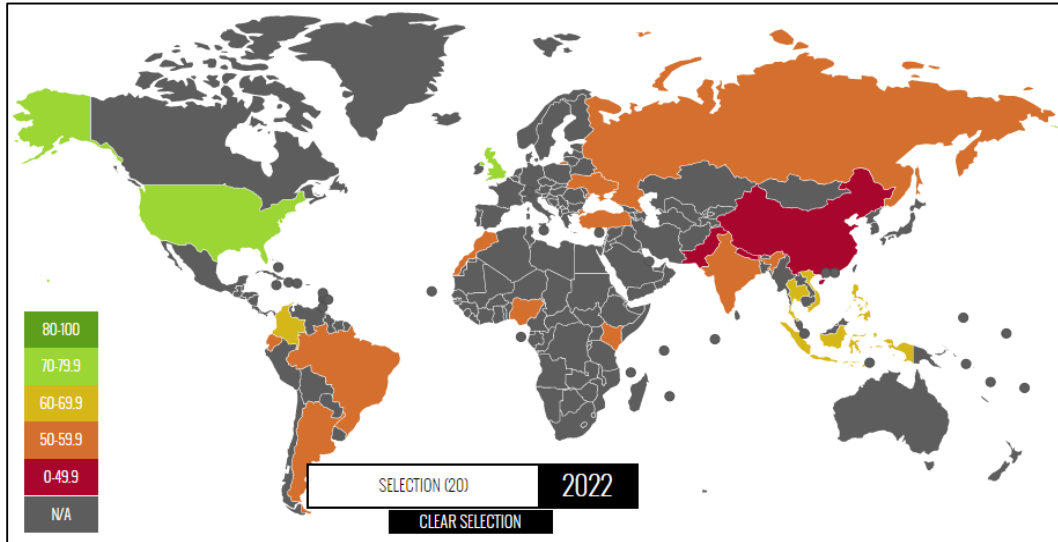 80-100
70-79.9
60-69.9
50-59.9
0-49.9
N/A
SELECTION (20)
2022
CLEAR SELECTION